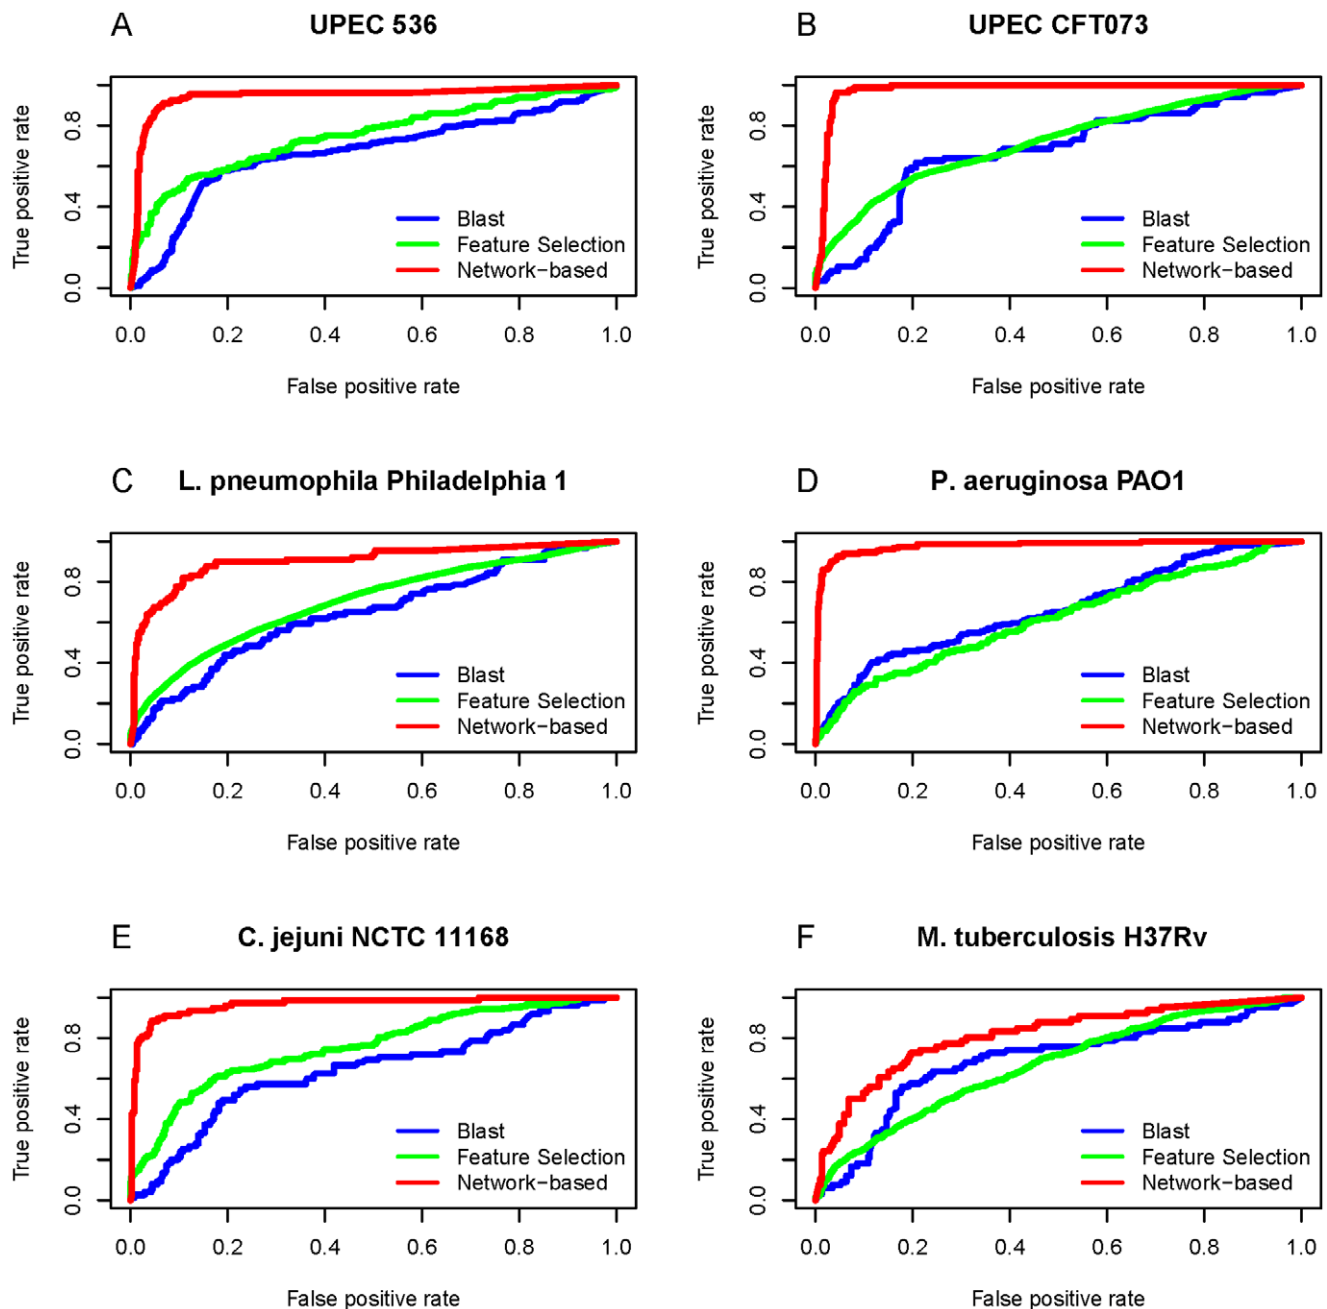 A UPEC 536
True positive rate
0.0 0.4 0.8
Blast
Feature Selection
Network-based
0.0 0.2 0.4 0.6 0.8 1.0
False positive rate
B UPEC CFT073
True positive rate
0.0 0.4 0.8
Blast
Feature Selection
Network-based
0.0 0.2 0.4 0.6 0.8 1.0
False positive rate
C L. pneumophila Philadelphia 1
True positive rate
0.0 0.4 0.8
Blast
Feature Selection
Network-based
0.0 0.2 0.4 0.6 0.8 1.0
False positive rate
D P. aeruginosa PAO1
True positive rate
0.0 0.4 0.8
Blast
Feature Selection
Network-based
0.0 0.2 0.4 0.6 0.8 1.0
False positive rate
E C. jejuni NCTC 11168
True positive rate
0.0 0.4 0.8
Blast
Feature Selection
Network-based
0.0 0.2 0.4 0.6 0.8 1.0
False positive rate
F M. tuberculosis H37Rv
True positive rate
0.0 0.4 0.8
Blast
Feature Selection
Network-based
0.0 0.2 0.4 0.6 0.8 1.0
False positive rate